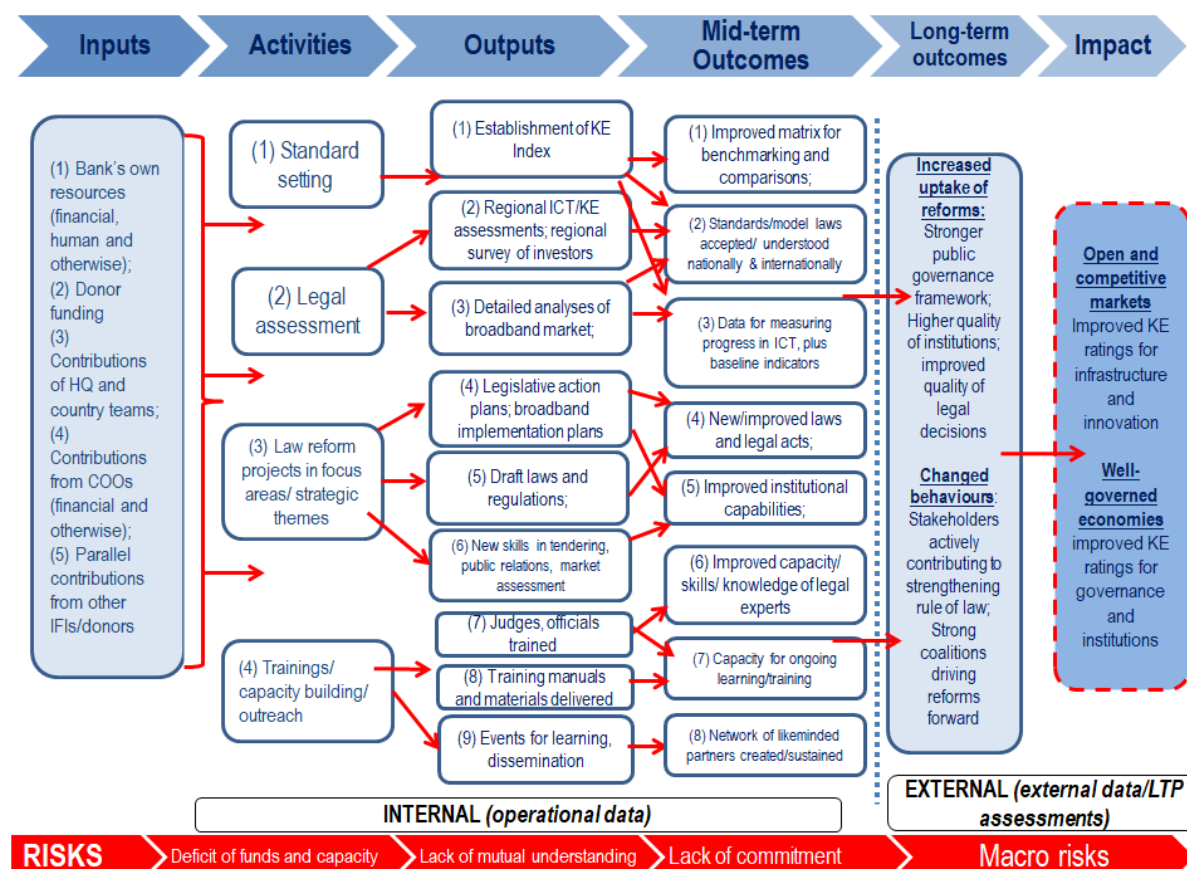 Inputs
Activities
Outputs
Mid-term
Outcomes
Long-term
outcomes
Impact
(1) Bank's own
resources
(financial,
human and
otherwise);
(2) Donor
funding
(3)
Contributions
of HQ and
country teams;
(4)
Contributions
from COOs
(financial and
otherwise);
(5) Parallel
contributions
from other
IFIs/donors
(1) Standard
setting
(2) Legal
assessment
(3) Law reform
projects in focus
areas/ strategic
themes
(4) Trainings/
capacity building/
outreach
(1) Establishment of KE
Index
(2) Regional ICT/KE
assessments; regional
survey of investors
(3) Detailed analyses of
broadband market;
(4) Legislative action
plans; broadband
implementation plans
(5) Draft laws and
regulations;
(6) New skills in tendering,
public relations, market
assessment
(7) Judges, officials
trained
(8) Training manuals
and materials delivered
(9) Events for learning,
dissemination
(1) Improved matrix for
benchmarking and
comparisons;
(2) Standards/model laws
accepted/ understood
nationally & internationally
(3) Data for measuring
progress in ICT, plus
baseline indicators
(4) New/improved laws
and legal acts;
(5) Improved institutional
capabilities;
(6) Improved capacity/
skills/ knowledge of legal
experts
(7) Capacity for ongoing
learning/training
(8) Network of likeminded
partners created/sustained
Increased
uptake of
reforms:
Stronger
public
governance
framework;
Higher quality
of institutions;
improved
quality of
legal
decisions
Changed
behaviours:
Stakeholders
actively
contributing to
strengthening
rule of law;
Strong
coalitions
driving
reforms
forward
Open and
competitive
markets
Improved KE
ratings for
infrastructure
and
innovation
Well-
governed
economies
improved KE
ratings for
governance
and
institutions
INTERNAL (operational data)
EXTERNAL (external data/LTP
assessments)
RISKS
Deficit of funds and capacity
Lack of mutual understanding
Lack of commitment
Macro risks